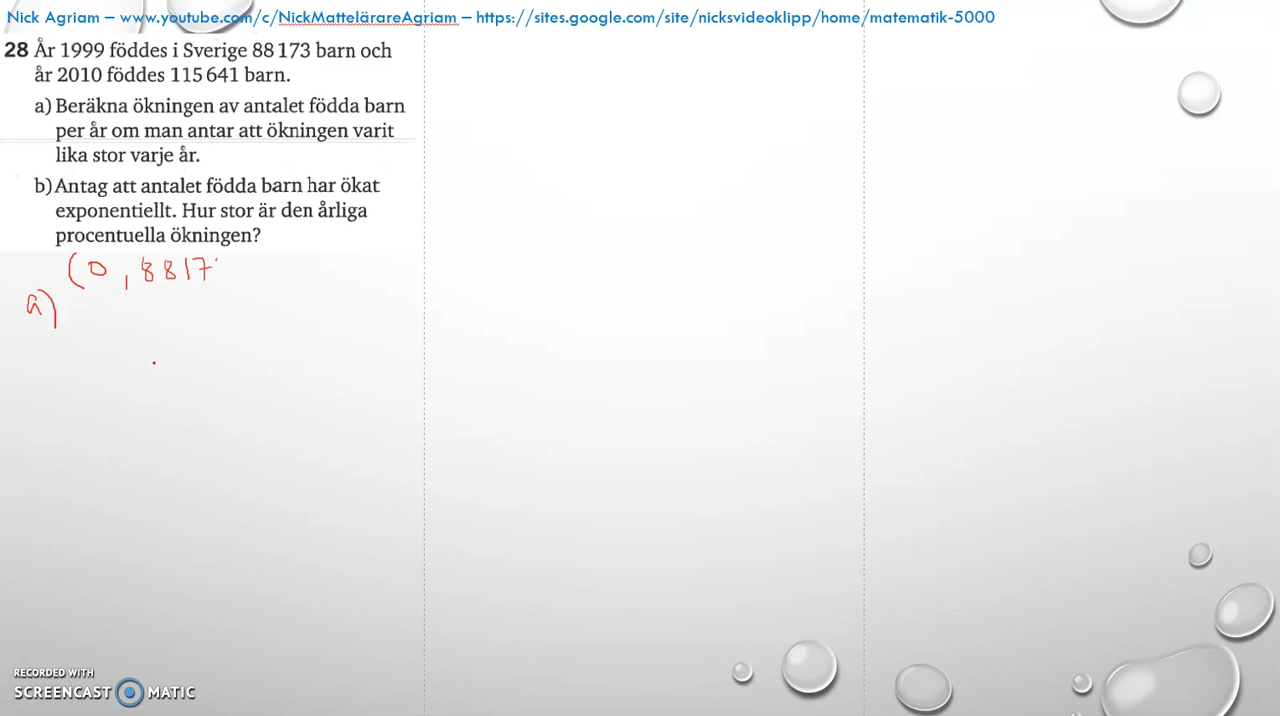 Nick Agriam – www.youtube.com/c/NickMattelärareAgriam – https://sites.google.com/site/nicksvideoklipp/home/matematik-5000
28 År 1999 föddes i Sverige 88 173 barn och
år 2010 föddes 115 641 barn.
a) Beräkna ökningen av antalet födda barn
per år om man antar att ökningen varit
lika stor varje år.
b) Antag att antalet födda barn har ökat
exponentiellt. Hur stor är den årliga
procentuella ökningen?
(0 , 8817
a)
RECORDED WITH
SCREENCAST MATIC